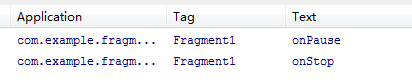 Application Tag Text
com.example.fragm... Fragment1 onPause
com.example.fragm... Fragment1 onStop